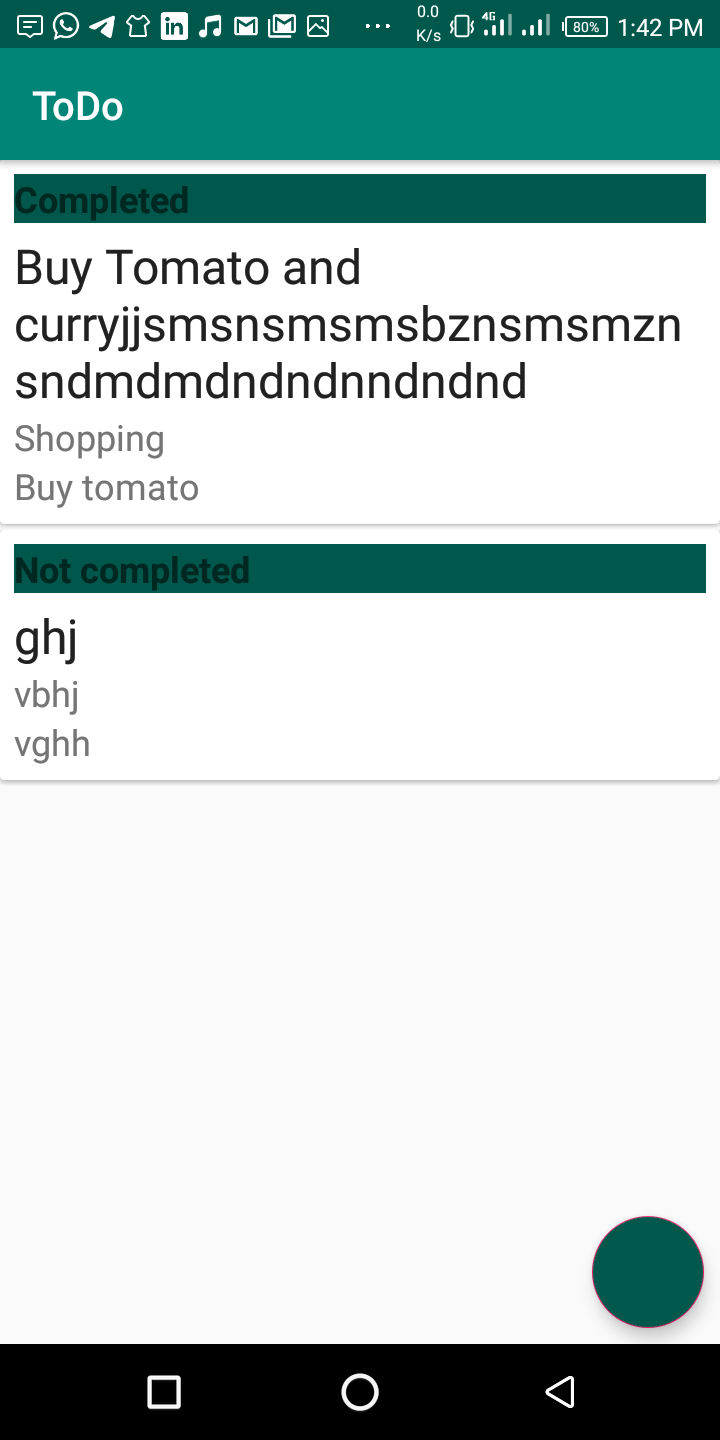 0.0
K/s
4G
80%
1:42 PM
ToDo
Completed
Buy Tomato and
curryjjsmsnsmsmsbznsmsmzn
sndmdmdndndnndndnd
Shopping
Buy tomato
Not completed
ghj
vbhj
vghh